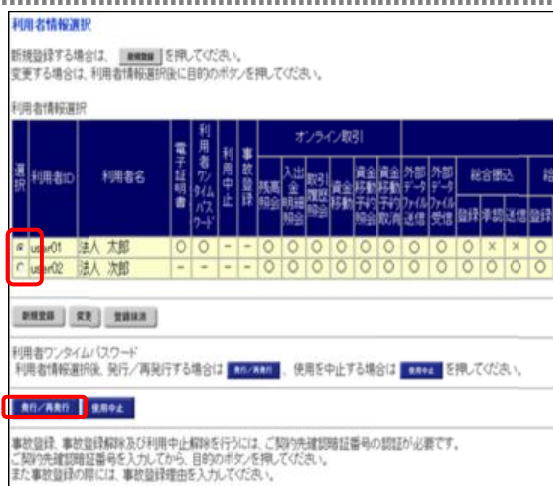 利用者情報選択
新規登録する場合は、 新規登録 を押してください。
変更する場合は、利用者情報選択後に目的のボタンを押してください。
利用者情報選択
選択 利用者ID 利用者名 電子証明書 利用者ワンタイムパスワード 利用中止 事故登録 オンライン取引 外部データファイル送信 外部データファイル受信 総合振込 給
残高照会 入出金明細照会 取引履歴照会 資金移動 資金移動予約照会 資金移動予約取消 登録 承認 送信 登録
user01 法人 太郎 ○ ○ - - ○ ○ ○ ○ ○ ○ ○ ○ ○ × × ○
user02 法人 次郎 - - - - ○ ○ ○ ○ ○ ○ ○ ○ ○ ○ ○ ○
新規登録 変更 登録抹消
利用者ワンタイムパスワード
利用者情報選択後、発行/再発行する場合は 発行/再発行 、使用を中止する場合は 使用中止 を押してください。
発行/再発行 使用中止
事故登録、事故登録解除及び利用中止解除を行うには、ご契約先確認暗証番号の認証が必要です。
ご契約先確認暗証番号を入力してから、目的のボタンを押してください。
また事故登録の際には、事故登録理由を入力してください。